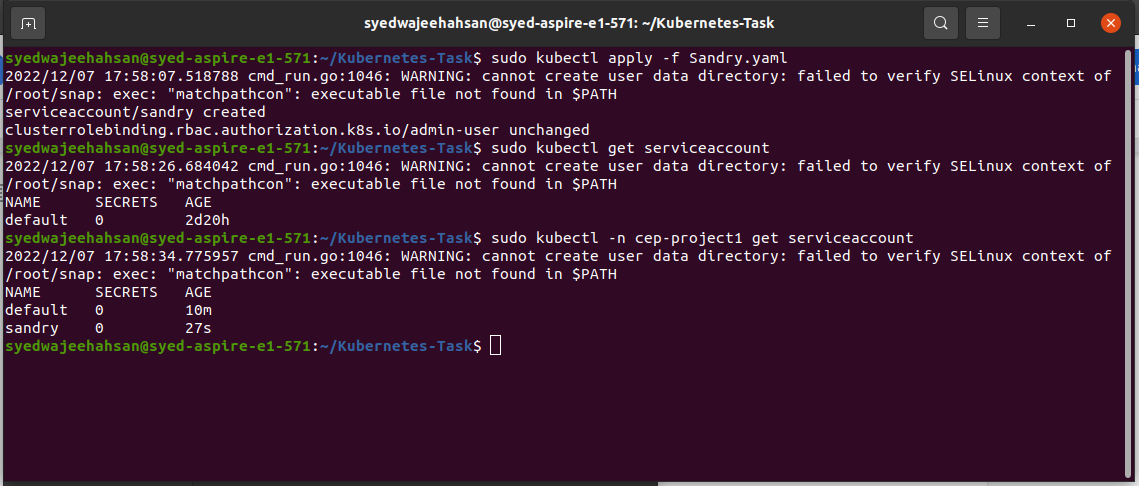 syedwajeehahsan@syed-aspire-e1-571: ~/Kubernetes-Task
syedwajeehahsan@syed-aspire-e1-571:~/Kubernetes-Task$ sudo kubectl apply -f Sandry.yaml
2022/12/07 17:58:07.518788 cmd_run.go:1046: WARNING: cannot create user data directory: failed to verify SELinux context of
/root/snap: exec: "matchpathcon": executable file not found in $PATH
serviceaccount/sandry created
clusterrolebinding.rbac.authorization.k8s.io/admin-user unchanged
syedwajeehahsan@syed-aspire-e1-571:~/Kubernetes-Task$ sudo kubectl get serviceaccount
2022/12/07 17:58:26.684042 cmd_run.go:1046: WARNING: cannot create user data directory: failed to verify SELinux context of
/root/snap: exec: "matchpathcon": executable file not found in $PATH
NAME      SECRETS   AGE
default   0         2d20h
syedwajeehahsan@syed-aspire-e1-571:~/Kubernetes-Task$ sudo kubectl -n cep-project1 get serviceaccount
2022/12/07 17:58:34.775957 cmd_run.go:1046: WARNING: cannot create user data directory: failed to verify SELinux context of
/root/snap: exec: "matchpathcon": executable file not found in $PATH
NAME      SECRETS   AGE
default   0         10m
sandry    0         27s
syedwajeehahsan@syed-aspire-e1-571:~/Kubernetes-Task$